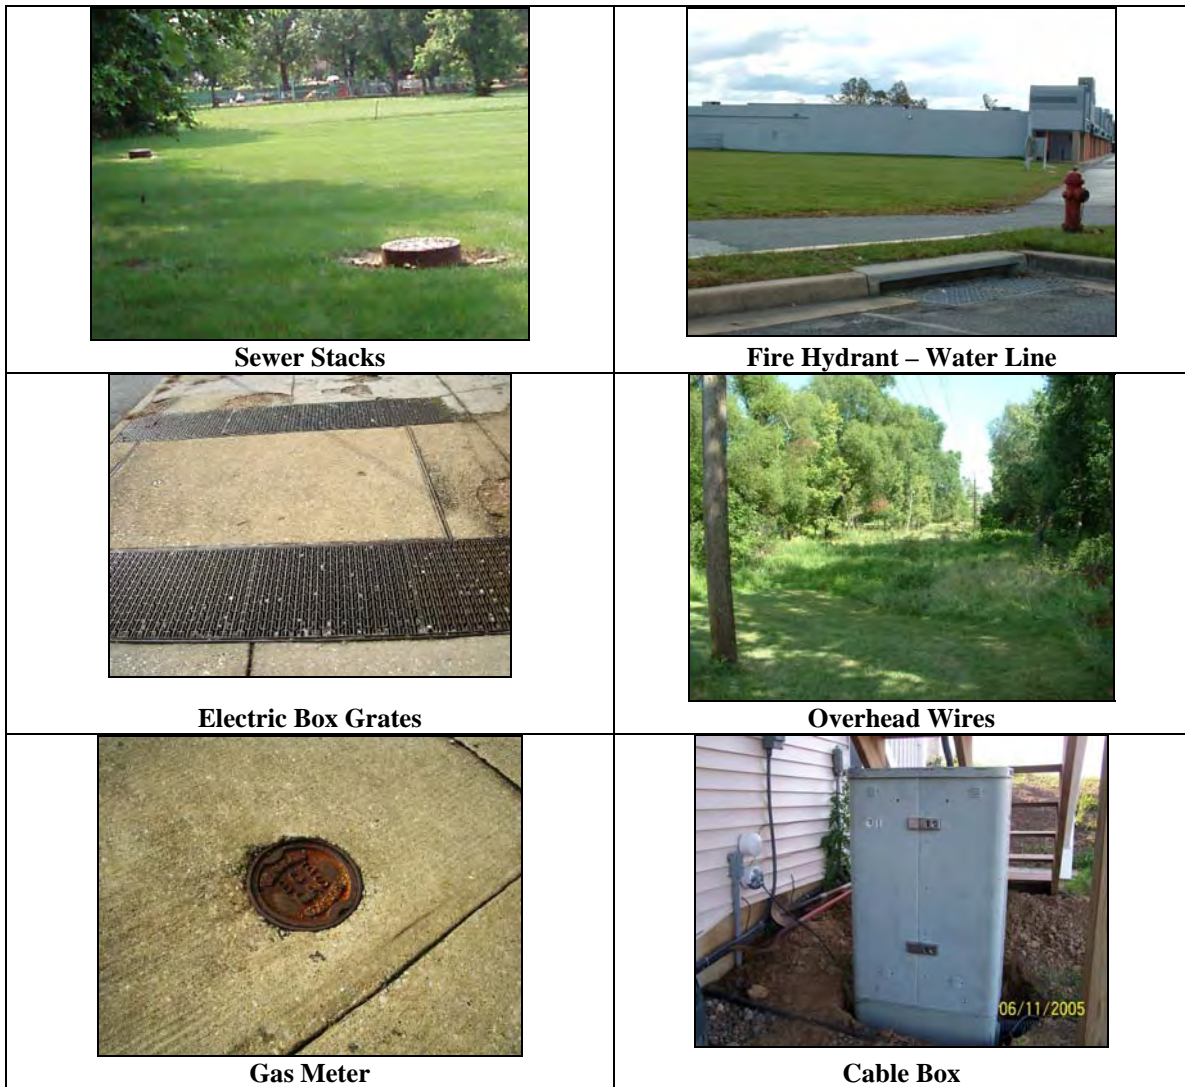 Sewer Stacks
Fire Hydrant – Water Line
Electric Box Grates
Overhead Wires
06/11/2005
Gas Meter
Cable Box